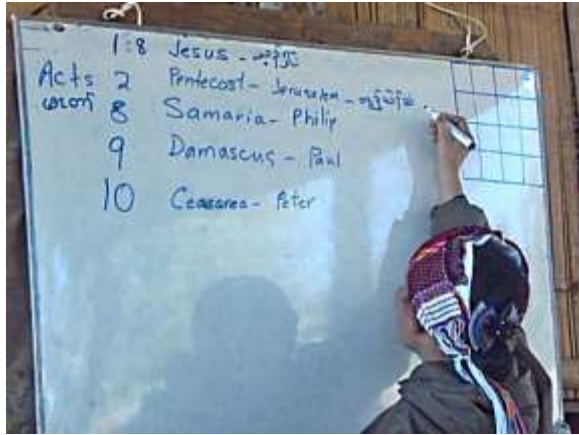 1:8 Jesus -
Acts 2 Pentecost - Jerusalem -
8 Samaria - Philip
9 Damascus - Paul
10 Ceasarea - Peter